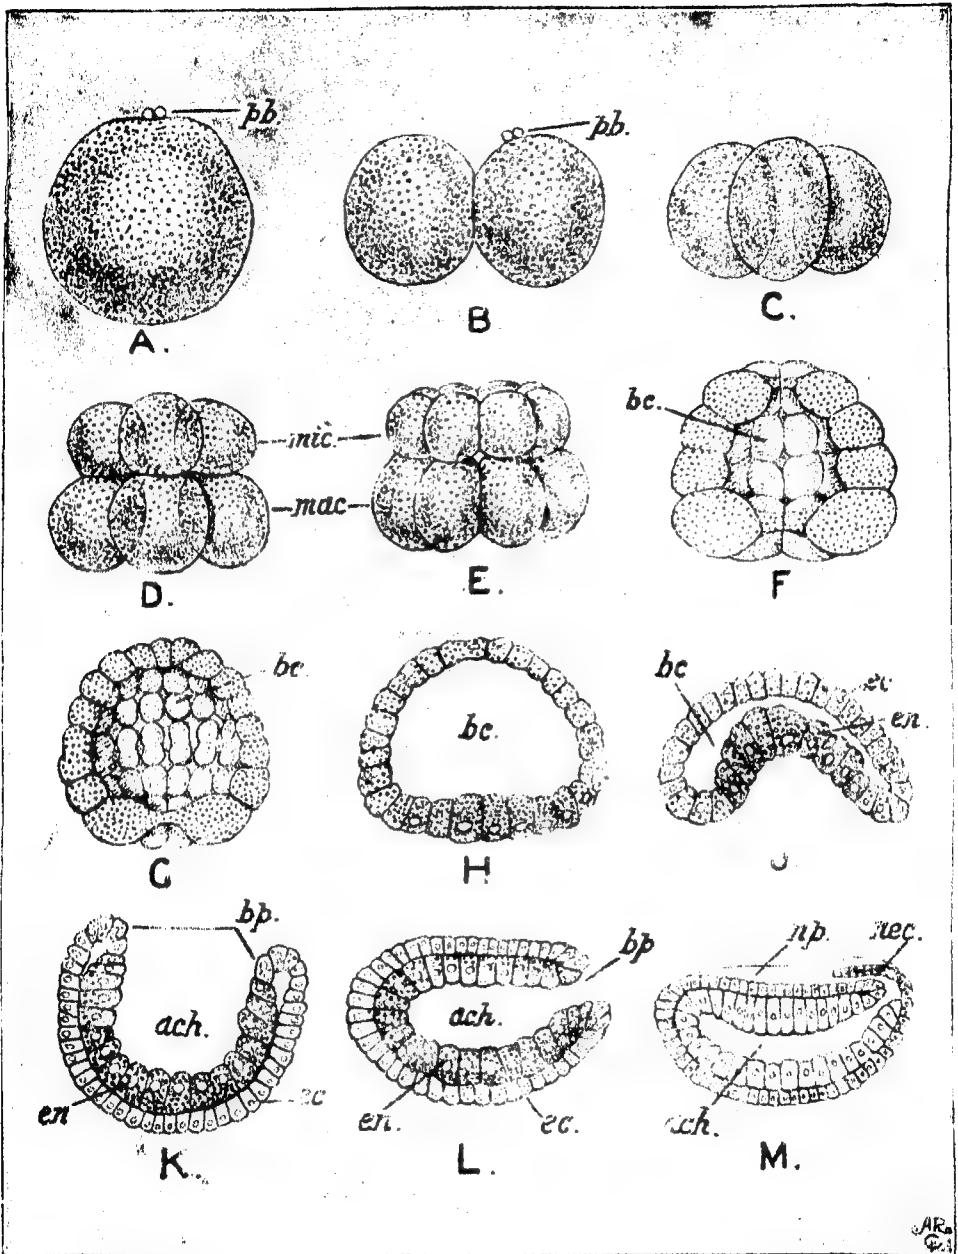 pb
pb.
A.
B
C.
mic.
mac
bc.
D.
E.
F
bc.
bc.
bc
ec
en.
G
H
J
bp.
ach.
en
ec
bp
ach.
en.
ec.
np.
nec.
ach.
K.
L.
M.